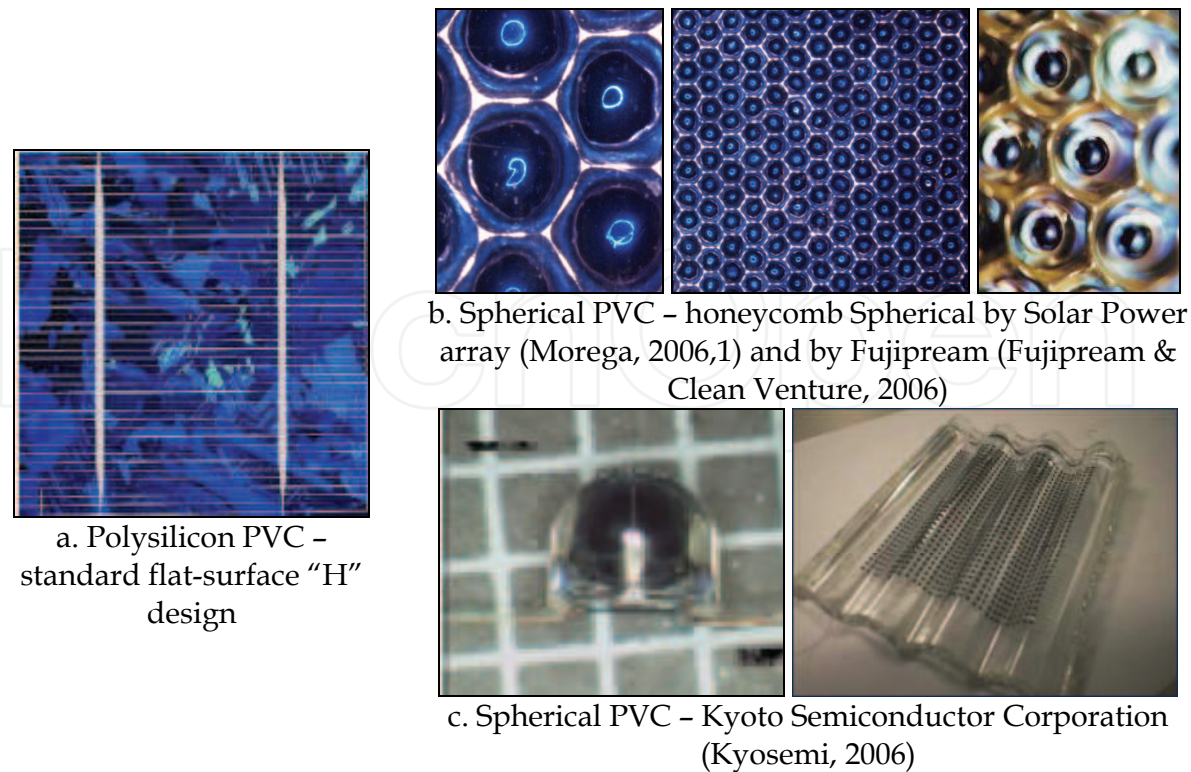 a. Polysilicon PVC –
standard flat-surface “H”
design
b. Spherical PVC – honeycomb Spherical by Solar Power
array (Morega, 2006,1) and by Fujipream (Fujipream &
Clean Venture, 2006)
c. Spherical PVC – Kyoto Semiconductor Corporation
(Kyosemi, 2006)